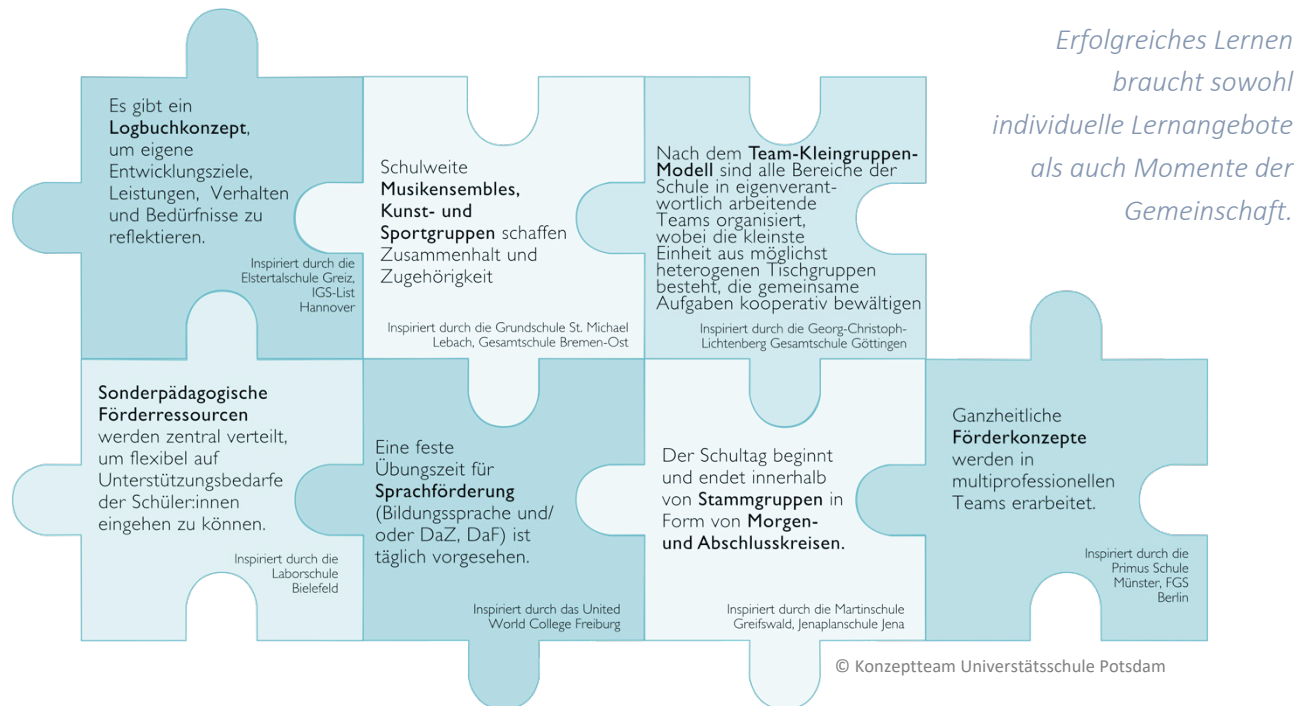 Erfolgreiches Lernen
braucht sowohl
individuelle Lernangebote
als auch Momente der
Gemeinschaft.
Es gibt ein
Logbuchkonzept,
um eigene
Entwicklungsziele,
Leistungen, Verhalten
und Bedürfnisse zu
reflektieren.
Inspiriert durch die
Elstertalschule Greiz,
IGS-List
Hannover
Schulweite
Musikensembles,
Kunst- und
Sportgruppen schaffen
Zusammenhalt und
Zugehörigkeit
Inspiriert durch die Grundschule St. Michael
Lebach, Gesamtschule Bremen-Ost
Nach dem Team-Kleingruppen-
Modell sind alle Bereiche der
Schule in eigenverant-
wortlich arbeitende
Teams organisiert,
wobei die kleinste
Einheit aus möglichst
heterogenen Tischgruppen
besteht, die gemeinsame
Aufgaben kooperativ bewältigen
Inspiriert durch die Georg-Christoph-
Lichtenberg Gesamtschule Göttingen
Sonderpädagogische
Förderressourcen
werden zentral verteilt,
um flexibel auf
Unterstützungsbedarfe
der Schüler:innen
eingehen zu können.
Inspiriert durch die
Laborschule
Bielefeld
Eine feste
Übungszeit für
Sprachförderung
(Bildungssprache und/
oder DaZ, DaF) ist
täglich vorgesehen.
Inspiriert durch das United
World College Freiburg
Der Schultag beginnt
und endet innerhalb
von Stammgruppen in
Form von Morgen-
und Abschlusskreisen.
Inspiriert durch die Martinschule
Greifswald, Jenaplanschule Jena
Ganzheitliche
Förderkonzepte
werden in
multiprofessionellen
Teams erarbeitet.
Inspiriert durch die
Primus Schule
Münster, FGS
Berlin
© Konzeptteam Universtätsschule Potsdam